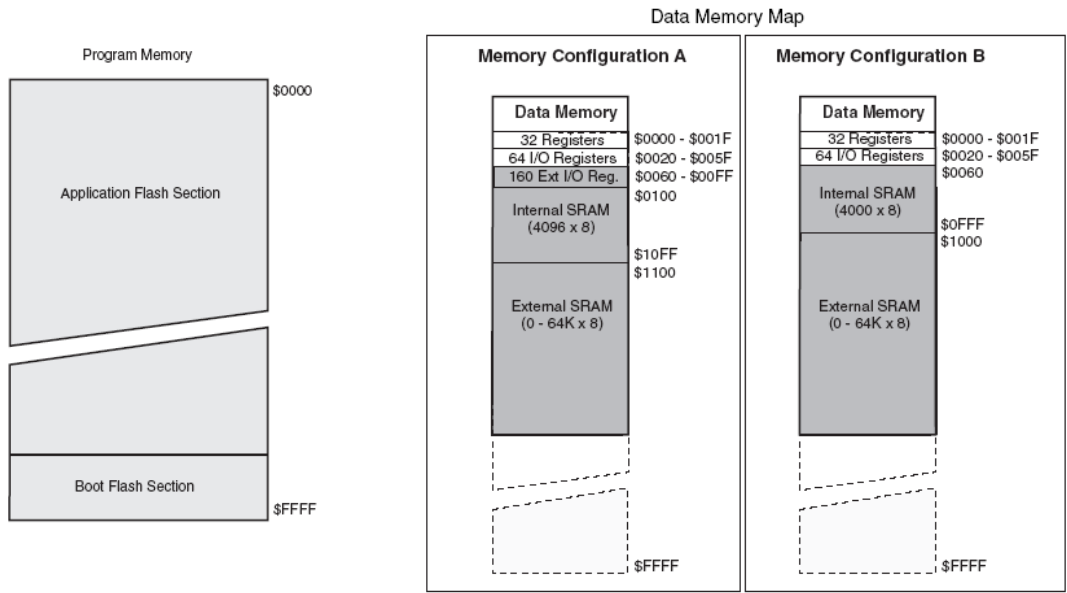 Data Memory Map
Program Memory
$0000
Application Flash Section
Boot Flash Section
$FFFF
Memory Configuration A
Data Memory
32 Registers
$0000 - $001F
64 I/O Registers
$0020 - $005F
160 Ext I/O Reg.
$0060 - $00FF
$0100
Internal SRAM
(4096 x 8)
$10FF
$1100
External SRAM
(0 - 64K x 8)
$FFFF
Memory Configuration B
Data Memory
32 Registers
$0000 - $001F
64 I/O Registers
$0020 - $005F
$0060
Internal SRAM
(4000 x 8)
$0FFF
$1000
External SRAM
(0 - 64K x 8)
$FFFF